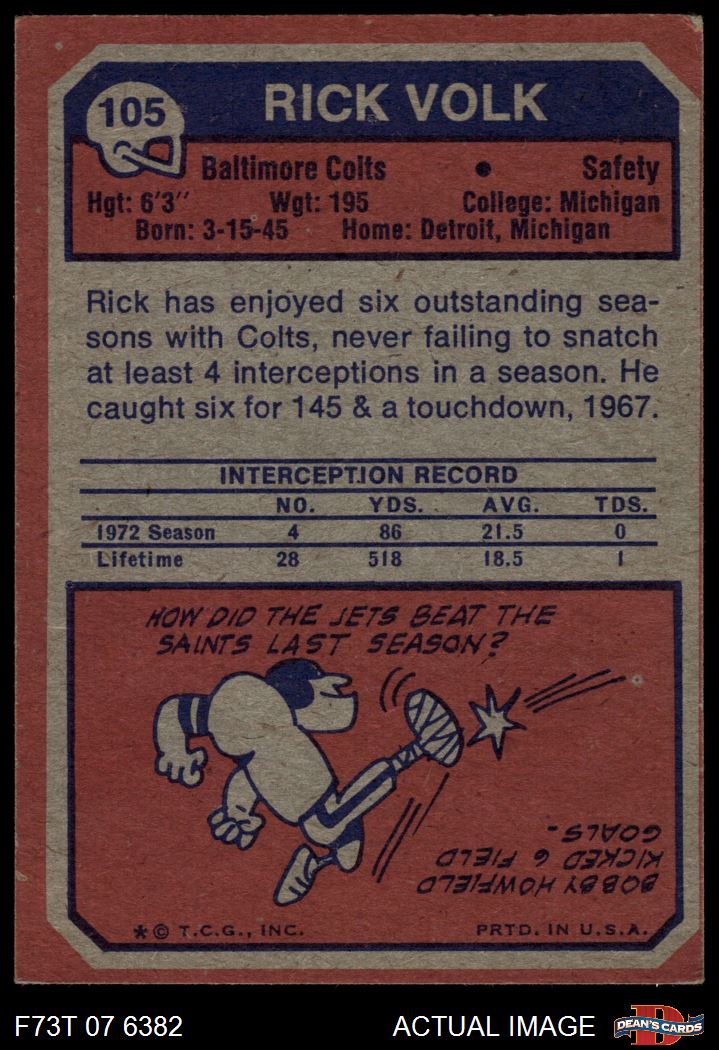 105
RICK VOLK
Baltimore Colts • Safety
Hgt: 6'3" Wgt: 195 College: Michigan
Born: 3-15-45 Home: Detroit, Michigan
Rick has enjoyed six outstanding sea-
sons with Colts, never failing to snatch
at least 4 interceptions in a season. He
caught six for 145 & a touchdown, 1967.
INTERCEPTION RECORD
NO. YDS. AVG. TDS.
1972 Season 4 86 21.5 0
Lifetime 28 518 18.5 1
HOW DID THE JETS BEAT THE
SAINTS LAST SEASON?
BOBBY HOWFIELD
KICKED 6 FIELD
GOALS.
* © T.C.G., INC. PRTD. IN U.S.A.
F73T 07 6382 ACTUAL IMAGE
D
DEAN'S CARDS